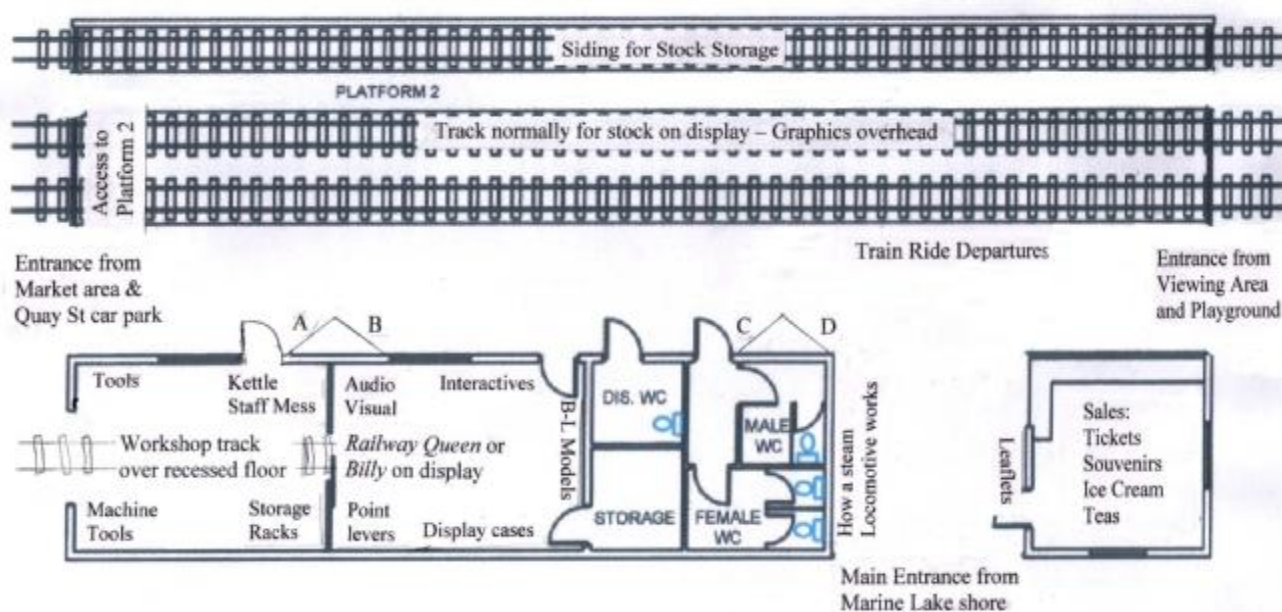 Siding for Stock Storage
PLATFORM 2
Track normally for stock on display – Graphics overhead
Access to
Platform 2
Train Ride Departures
Entrance from
Market area &
Quay St car park
Entrance from
Viewing Area
and Playground
A
B
C
D
Tools
Kettle
Staff Mess
Audio
Visual
Interactives
B-L Models
DIS. WC
MALE
WC
How a steam
Locomotive works
Workshop track
over recessed floor
Railway Queen or
Billy on display
Leaflets
Sales:
Tickets
Souvenirs
Ice Cream
Teas
Machine
Tools
Storage
Racks
Point
levers
Display cases
STORAGE
FEMALE
WC
Main Entrance from
Marine Lake shore